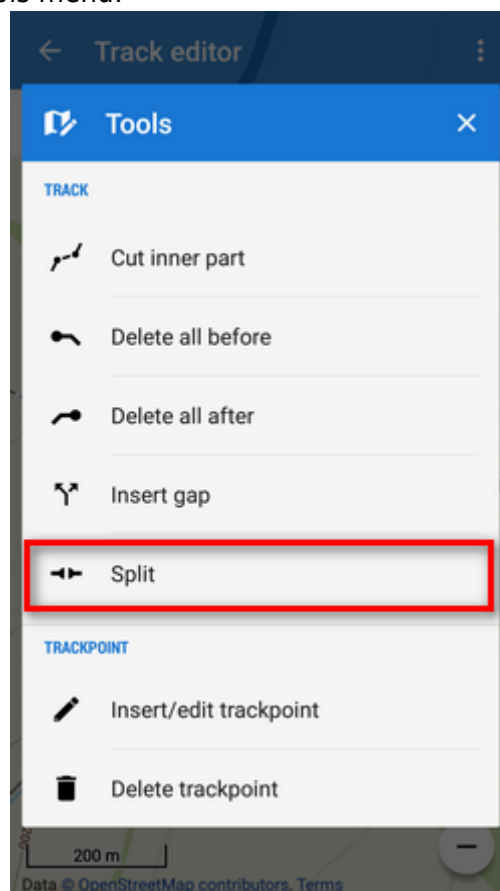 Track editor
Tools
TRACK
Cut inner part
Delete all before
Delete all after
Insert gap
Split
TRACKPOINT
Insert/edit trackpoint
Delete trackpoint
200 m
Data © OpenStreetMap contributors, Terms